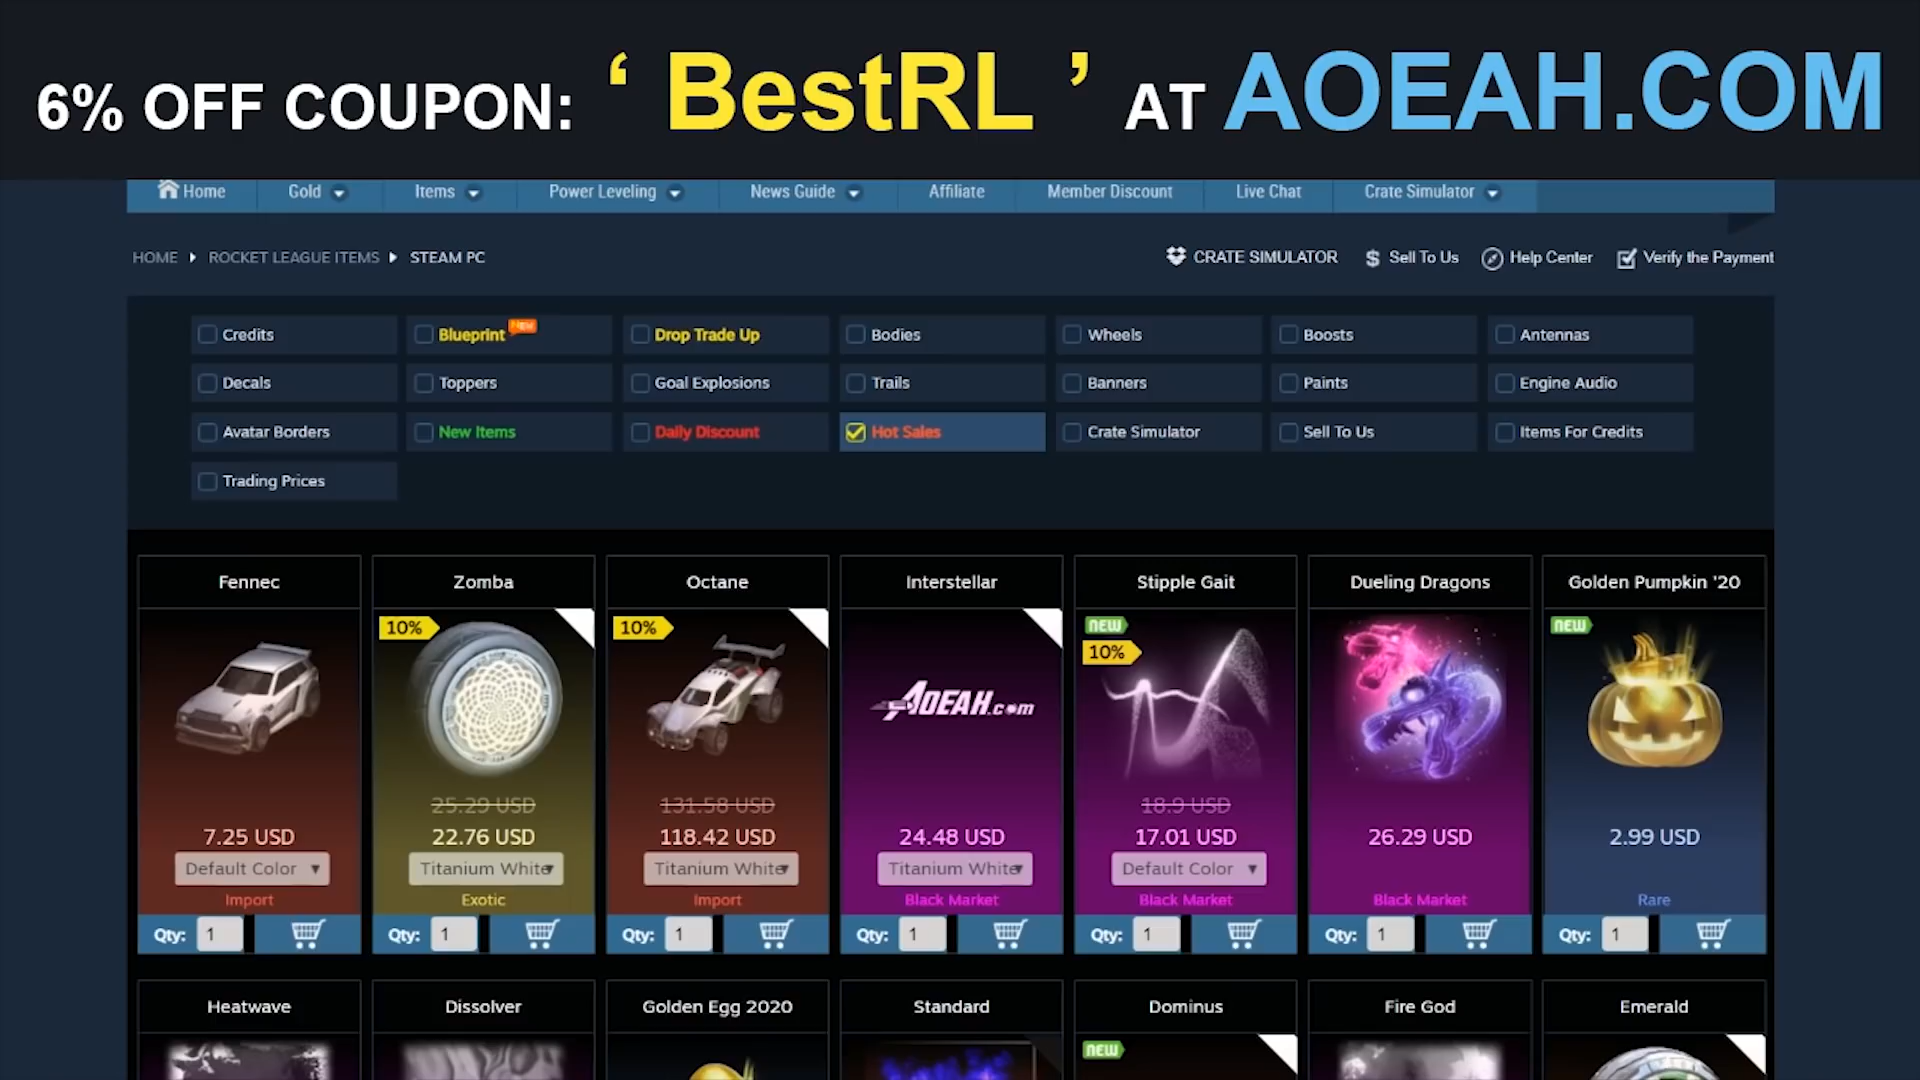 6% OFF COUPON: ‘ BestRL ’ AT AOEAH.COM
Home Gold Items Power Leveling News Guide Affiliate Member Discount Live Chat Crate Simulator
HOME ROCKET LEAGUE ITEMS STEAM PC CRATE SIMULATOR Sell To Us Help Center Verify the Payment
Credits Blueprint New Drop Trade Up Bodies Wheels Boosts Antennas
Decals Toppers Goal Explosions Trails Banners Paints Engine Audio
Avatar Borders New Items Daily Discount Hot Sales Crate Simulator Sell To Us Items For Credits
Trading Prices
Fennec Zomba Octane Interstellar Stipple Gait Dueling Dragons Golden Pumpkin '20
NEW NEW
10% 10% 10%
AOEAH.com
25.29 USD 131.58 USD 18.9 USD
7.25 USD 22.76 USD 118.42 USD 24.48 USD 17.01 USD 26.29 USD 2.99 USD
Default Color Titanium White Titanium White Titanium White Default Color
Import Exotic Import Black Market Black Market Black Market Rare
Qty: 1 Qty: 1 Qty: 1 Qty: 1 Qty: 1 Qty: 1 Qty: 1
Heatwave Dissolver Golden Egg 2020 Standard Dominus Fire God Emerald
NEW